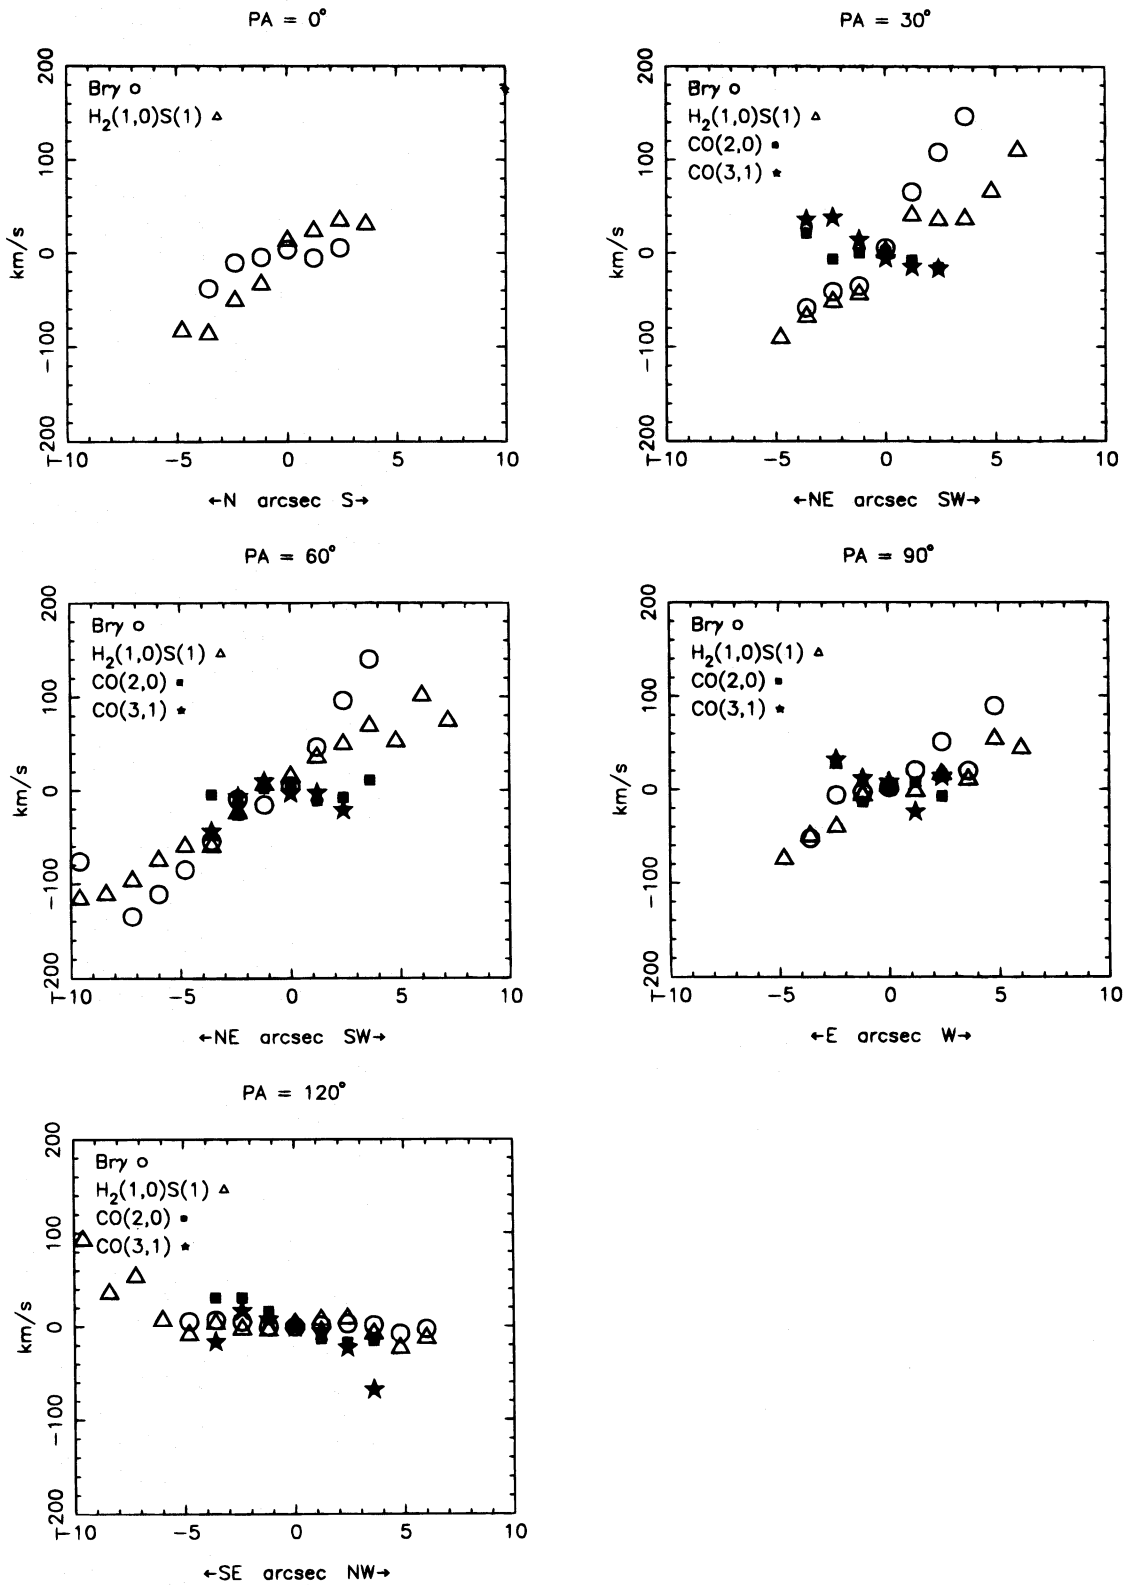 PA = 0°
200
100
0
-100
-200
km/s
Brγ
H2(1,0)S(1)
-10 -5 0 5 10
←N arcsec S→
PA = 30°
200
100
0
-100
-200
km/s
Brγ
H2(1,0)S(1)
CO(2,0)
CO(3,1)
-10 -5 0 5 10
←NE arcsec SW→
PA = 60°
200
100
0
-100
-200
km/s
Brγ
H2(1,0)S(1)
CO(2,0)
CO(3,1)
-10 -5 0 5 10
←NE arcsec SW→
PA = 90°
200
100
0
-100
-200
km/s
Brγ
H2(1,0)S(1)
CO(2,0)
CO(3,1)
-10 -5 0 5 10
←E arcsec W→
PA = 120°
200
100
0
-100
-200
km/s
Brγ
H2(1,0)S(1)
CO(2,0)
CO(3,1)
-10 -5 0 5 10
←SE arcsec NW→